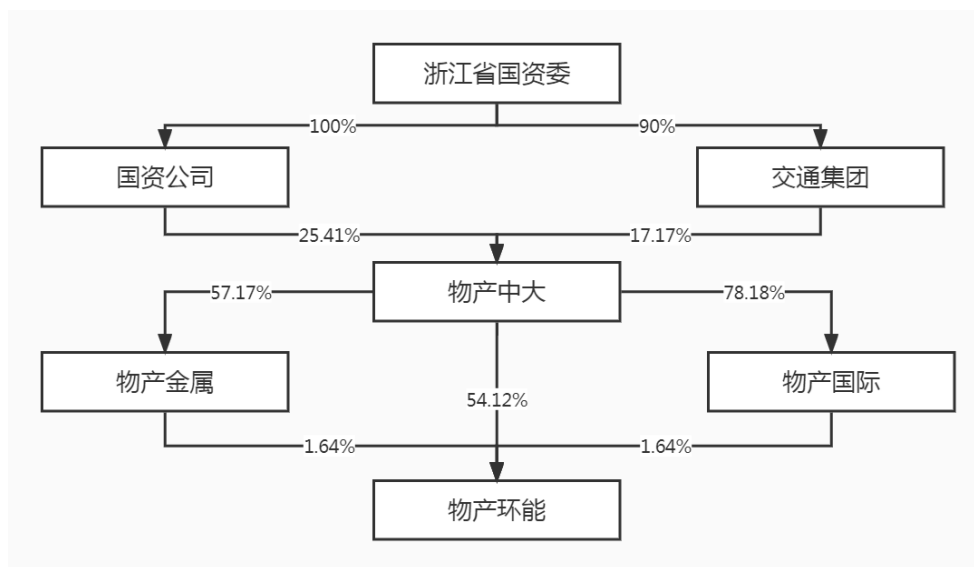 浙江省国资委
100%
90%
国资公司
交通集团
25.41%
17.17%
物产中大
57.17%
78.18%
物产金属
物产国际
54.12%
1.64%
1.64%
物产环能